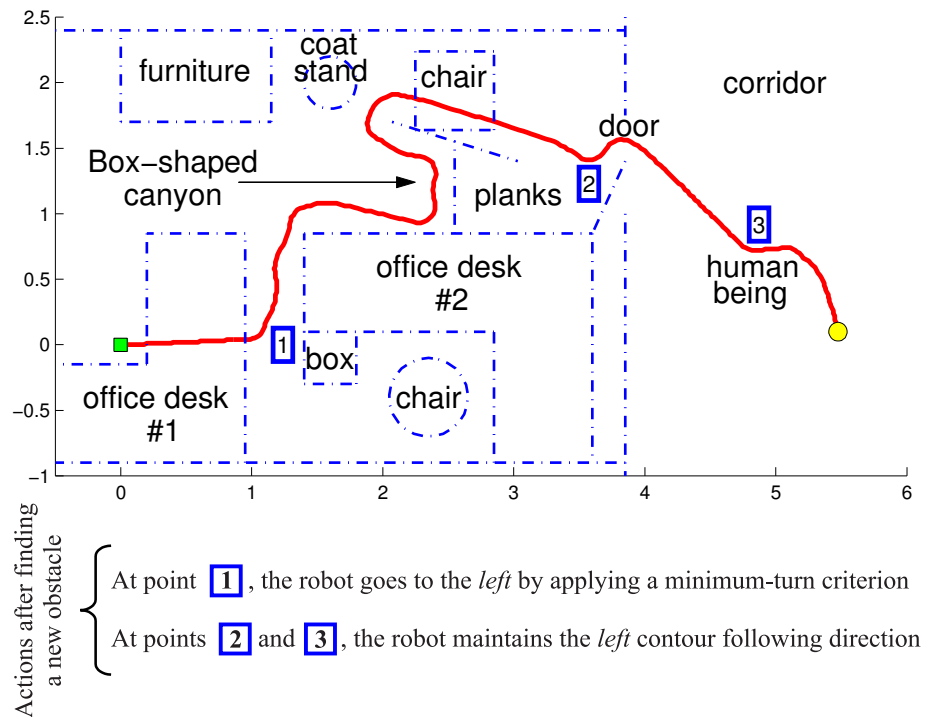 2.5
2
1.5
1
0.5
0
−0.5
−1
0 1 2 3 4 5 6
furniture
coat
stand
chair
corridor
door
Box−shaped
canyon
planks
2
3
human
being
office desk
#2
1
box
chair
office desk
#1
Actions after finding
a new obstacle
At point 1 , the robot goes to the left by applying a minimum-turn criterion
At points 2 and 3 , the robot maintains the left contour following direction